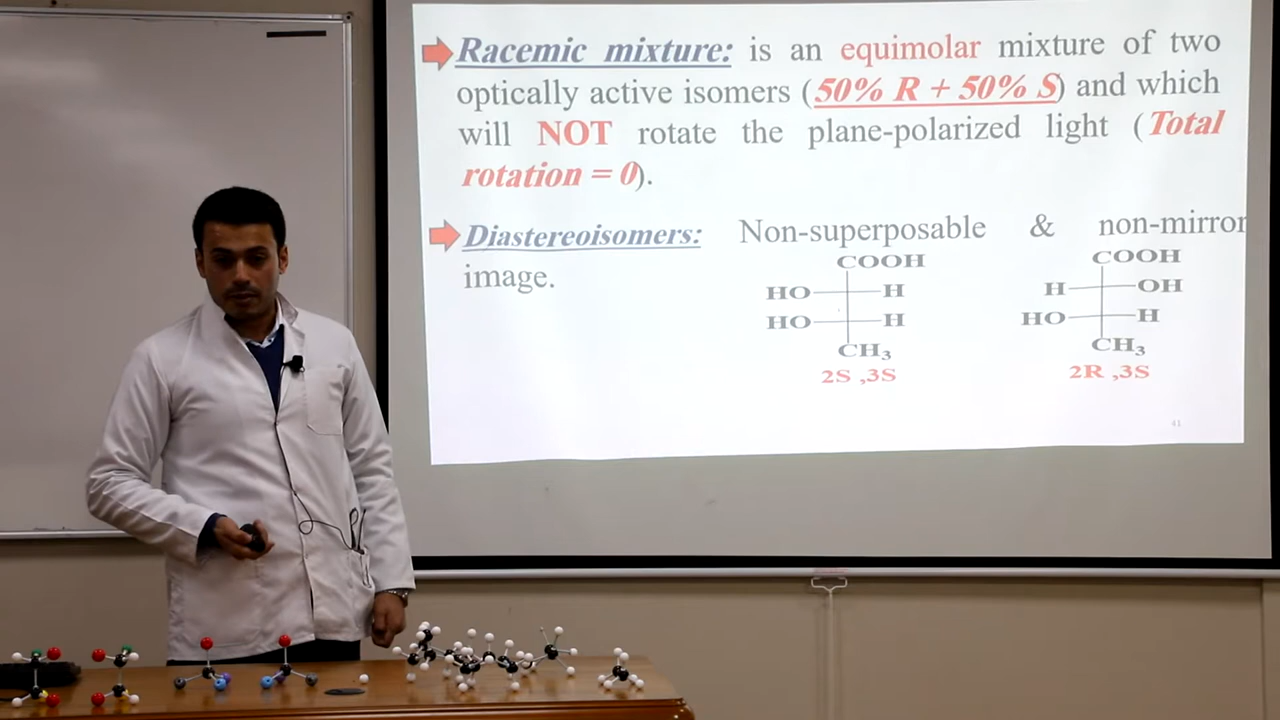 Racemic mixture: is an equimolar mixture of two
optically active isomers (50% R + 50% S) and which
will NOT rotate the plane-polarized light (Total
rotation = 0).
Diastereoisomers: Non-superposable & non-mirror
image.
COOH
HO H
HO H
CH3
2S ,3S
COOH
H OH
HO H
CH3
2R ,3S
41